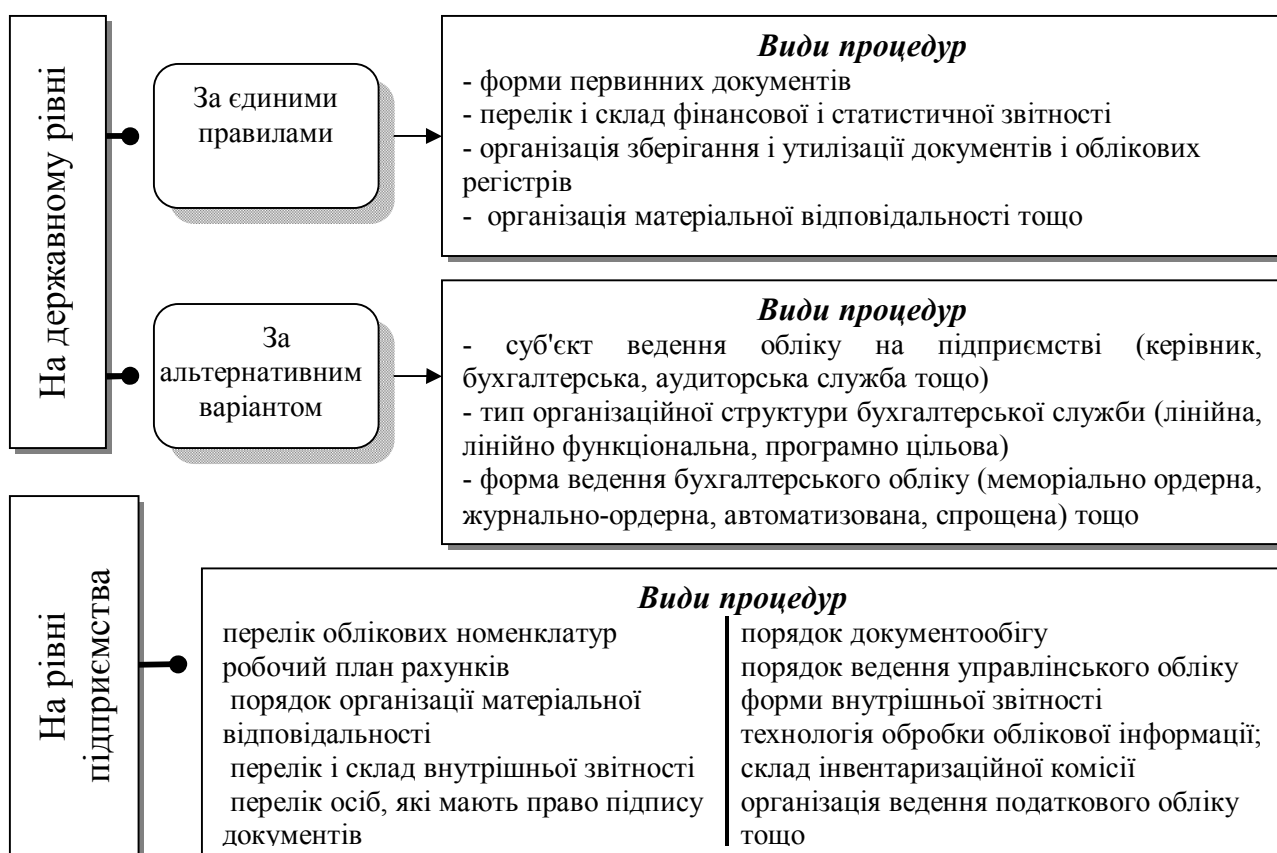 На державному рівні
За єдиними
правилами
Види процедур
- форми первинних документів
- перелік і склад фінансової і статистичної звітності
- організація зберігання і утилізації документів і облікових
регістрів
- організація матеріальної відповідальності тощо
За
альтернативним
варіантом
Види процедур
- суб'єкт ведення обліку на підприємстві (керівник,
бухгалтерська, аудиторська служба тощо)
- тип організаційної структури бухгалтерської служби (лінійна,
лінійно функціональна, програмно цільова)
- форма ведення бухгалтерського обліку (меморіально ордерна,
журнально-ордерна, автоматизована, спрощена) тощо
На рівні
підприємства
Види процедур
перелік облікових номенклатур
робочий план рахунків
порядок організації матеріальної
відповідальності
перелік і склад внутрішньої звітності
перелік осіб, які мають право підпису
документів
порядок документообігу
порядок ведення управлінського обліку
форми внутрішньої звітності
технологія обробки облікової інформації;
склад інвентаризаційної комісії
організація ведення податкового обліку
тощо